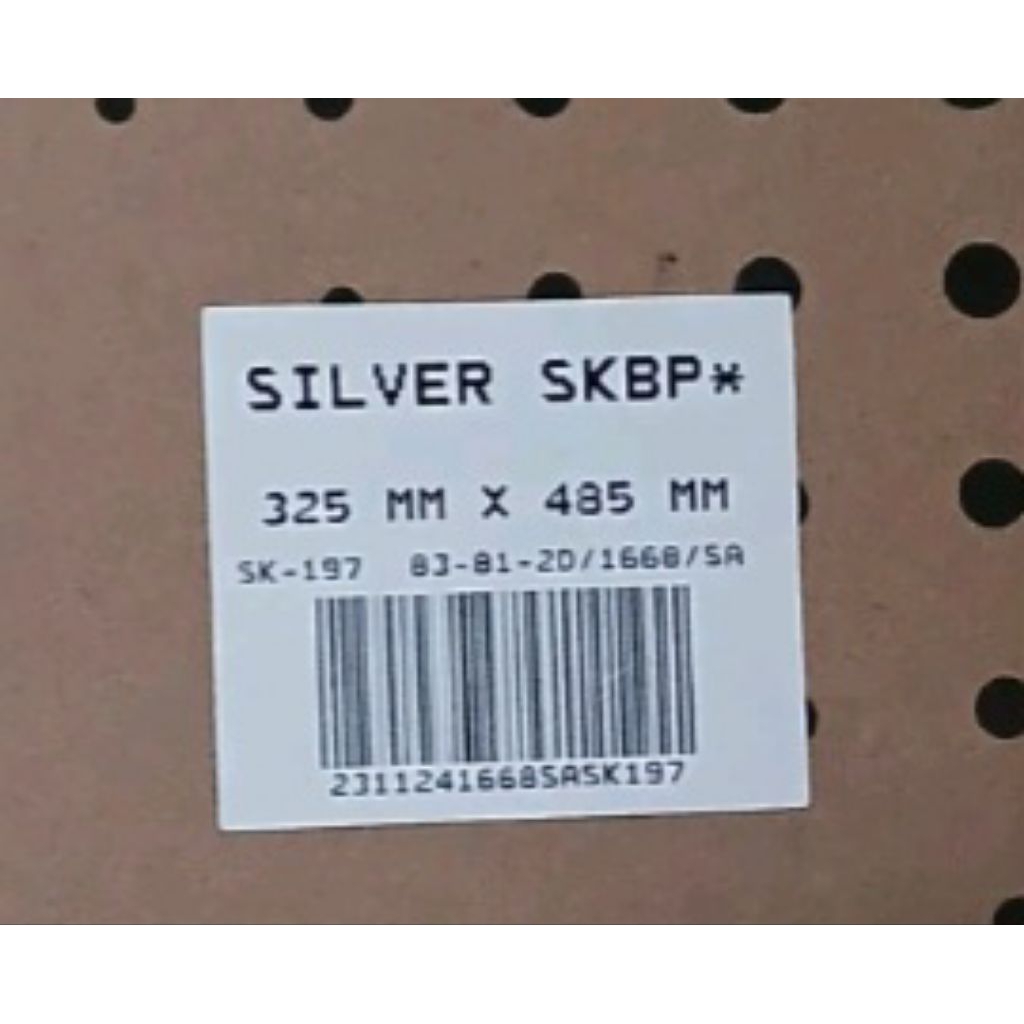 SILVER SKBP*
325 MM X 485 MM
SK-197 83-81-2D/1668/SA
2311241668SASK197